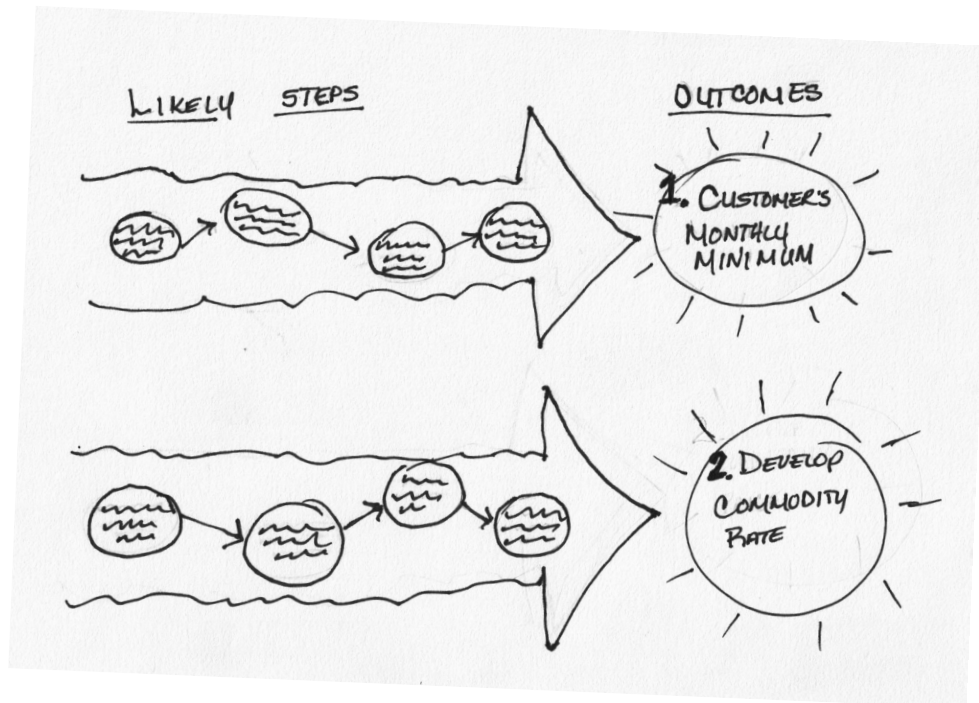 LIKELY STEPS
OUTCOMES
1. CUSTOMER'S
MONTHLY
MINIMUM
2. DEVELOP
COMMODITY
RATE